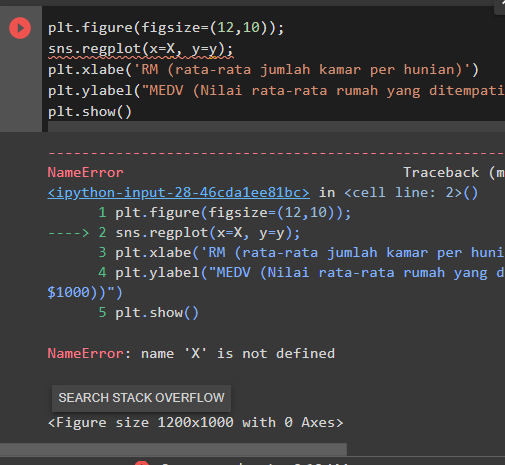 plt.figure(figsize=(12,10));
sns.regplot(x=X, y=y);
plt.xlabe('RM (rata-rata jumlah kamar per hunian)')
plt.ylabel("MEDV (Nilai rata-rata rumah yang ditempati
plt.show()
---------------------------------------------------------
NameError Traceback (m
<ipython-input-28-46cda1ee81bc> in <cell line: 2>()
1 plt.figure(figsize=(12,10));
----> 2 sns.regplot(x=X, y=y);
3 plt.xlabe('RM (rata-rata jumlah kamar per huni
4 plt.ylabel("MEDV (Nilai rata-rata rumah yang d
$1000))")
5 plt.show()
NameError: name 'X' is not defined
SEARCH STACK OVERFLOW
<Figure size 1200x1000 with 0 Axes>